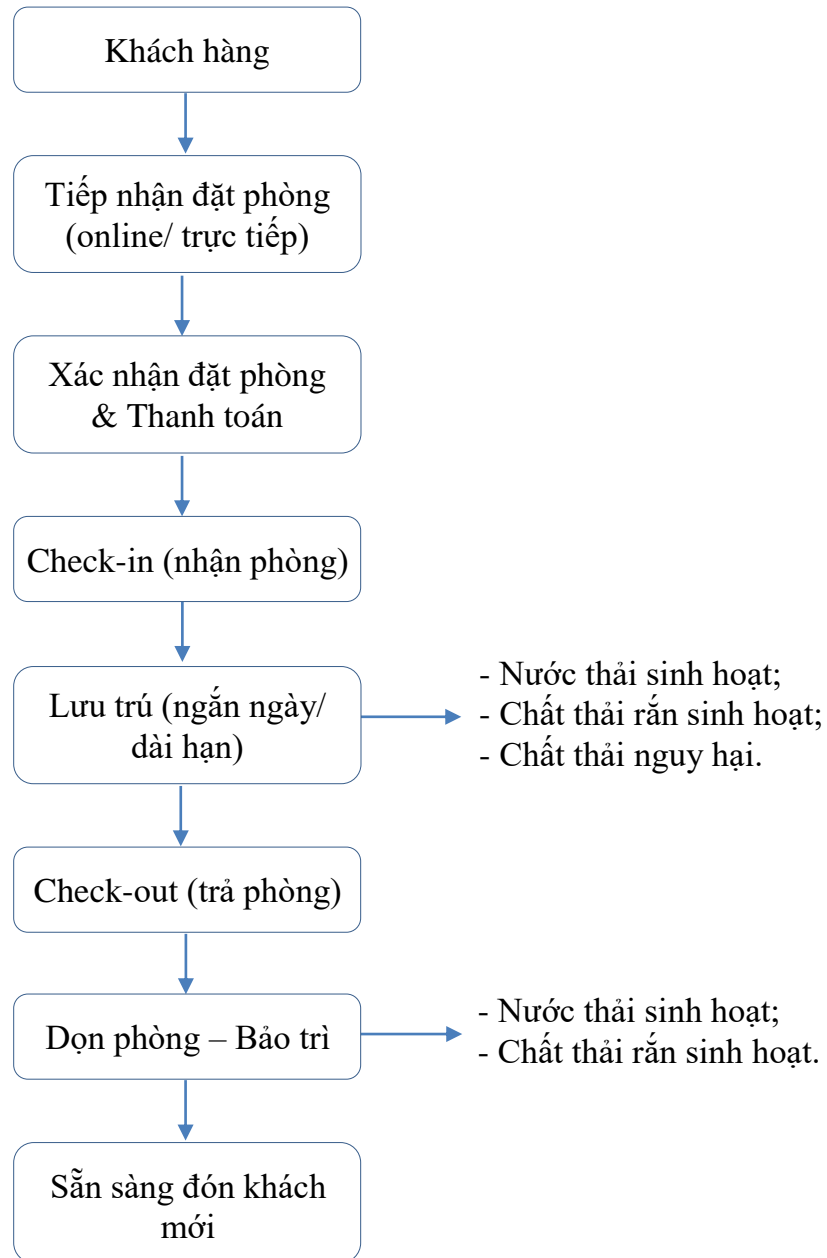 Khách hàng
Tiếp nhận đặt phòng
(online/ trực tiếp)
Xác nhận đặt phòng
& Thanh toán
Check-in (nhận phòng)
Lưu trú (ngắn ngày/
dài hạn)
- Nước thải sinh hoạt;
- Chất thải rắn sinh hoạt;
- Chất thải nguy hại.
Check-out (trả phòng)
Dọn phòng – Bảo trì
- Nước thải sinh hoạt;
- Chất thải rắn sinh hoạt.
Sẵn sàng đón khách
mới